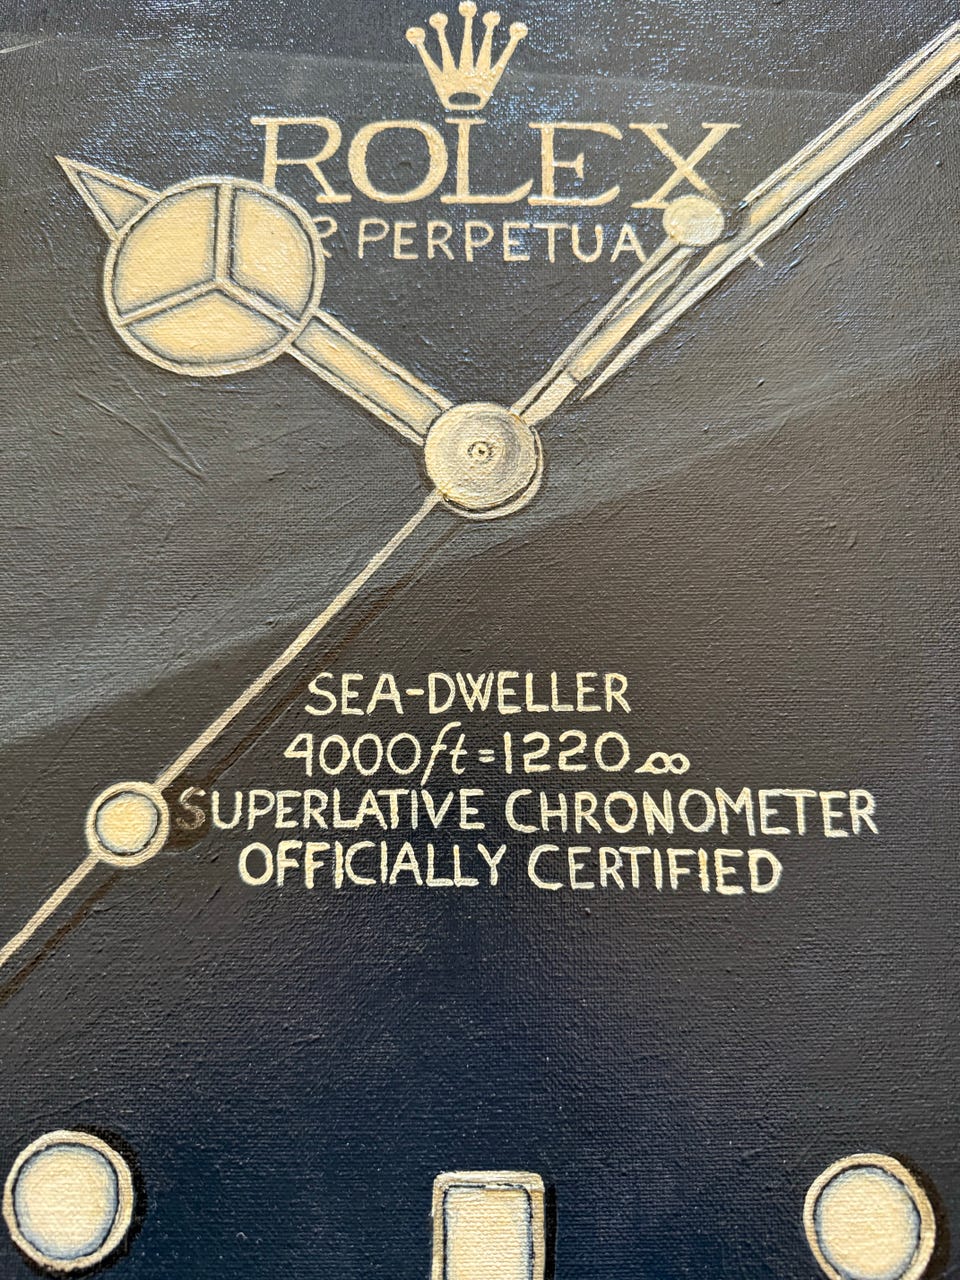 ROLEX
R PERPETUA
SEA-DWELLER
4000ft=1220∞
SUPERLATIVE CHRONOMETER
OFFICIALLY CERTIFIED